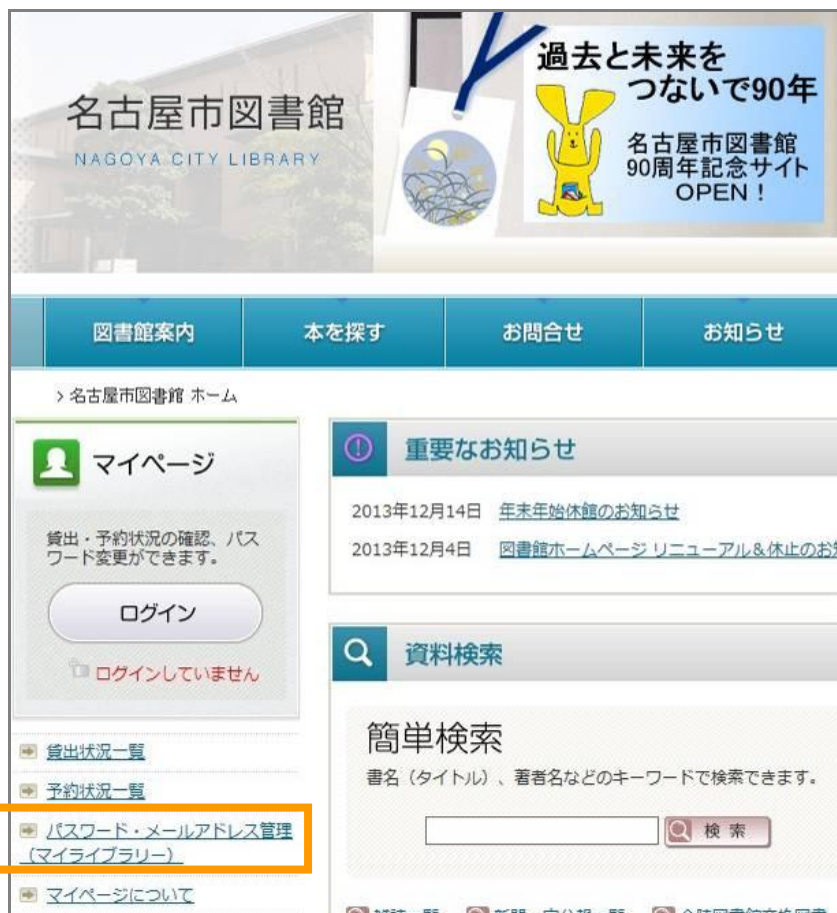 名古屋市図書館
NAGOYA CITY LIBRARY
過去と未来を
つないで90年
名古屋市図書館
90周年記念サイト
OPEN！
図書館案内
本を探す
お問合せ
お知らせ
> 名古屋市図書館 ホーム
マイページ
貸出・予約状況の確認、パス
ワード変更ができます。
ログイン
ログインしていません
貸出状況一覧
予約状況一覧
パスワード・メールアドレス管理
（マイライブラリー）
マイページについて
重要なお知らせ
2013年12月14日 年末年始休館のお知らせ
2013年12月4日 図書館ホームページ リニューアル＆休止のお
資料検索
簡単検索
書名（タイトル）、著者名などのキーワードで検索できます。
検 索